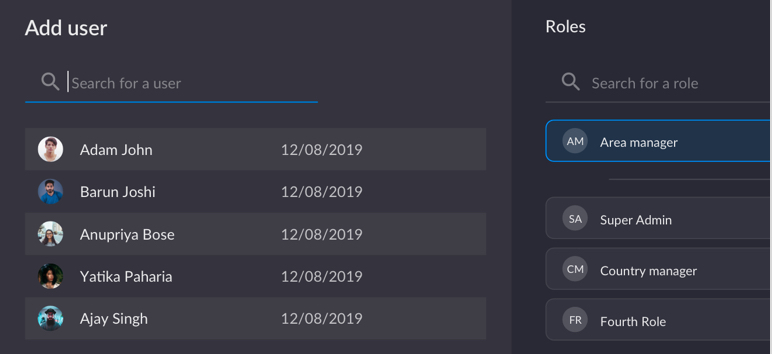 Add user
Search for a user
Adam John 12/08/2019
Barun Joshi 12/08/2019
Anupriya Bose 12/08/2019
Yatika Paharia 12/08/2019
Ajay Singh 12/08/2019
Roles
Search for a role
AM Area manager
SA Super Admin
CM Country manager
FR Fourth Role